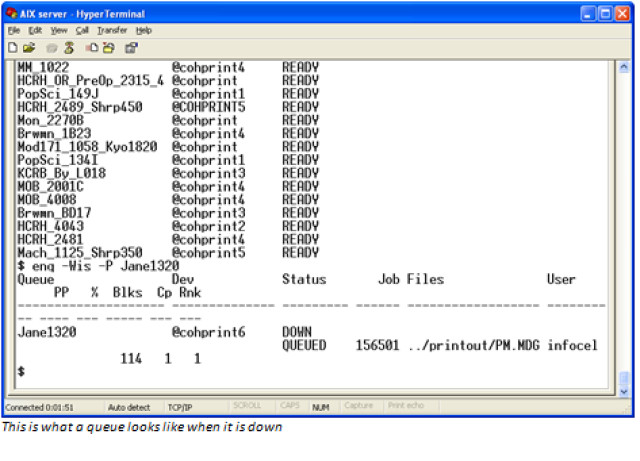 AIX server - HyperTerminal
File Edit View Call Transfer Help
MM_1022 @cohprint4 READY
HCRH_OR_PreOp_2315_4 @cohprint READY
PopSci_149J @cohprint1 READY
HCRH_2489_Shrp450 @COHPRINT5 READY
Mon_2270B @cohprint READY
Brwmn_1B23 @cohprint4 READY
Mod171_1058_Kyo1820 @cohprint READY
PopSci_134I @cohprint1 READY
KCRB_By_L018 @cohprint3 READY
MOB_2001C @cohprint4 READY
MOB_4008 @cohprint4 READY
Brwmn_BD17 @cohprint3 READY
HCRH_4043 @cohprint2 READY
HCRH_2481 @cohprint4 READY
Mach_1125_Shrp350 @cohprint5 READY
$ enq -Wis -P Jane1320
Queue Dev Status Job Files User
PP % Blks Cp Rnk
-------------------- -------------- --------- ------ ------------------ --------
-- ---- --- ----- --- ---
Jane1320 @cohprint6 DOWN
QUEUED 156501 ../printout/PM.MDG infocel
114 1 1
$
Connected 0:01:51 Auto detect TCP/IP SCROLL CAPS NUM Capture Print echo
This is what a queue looks like when it is down